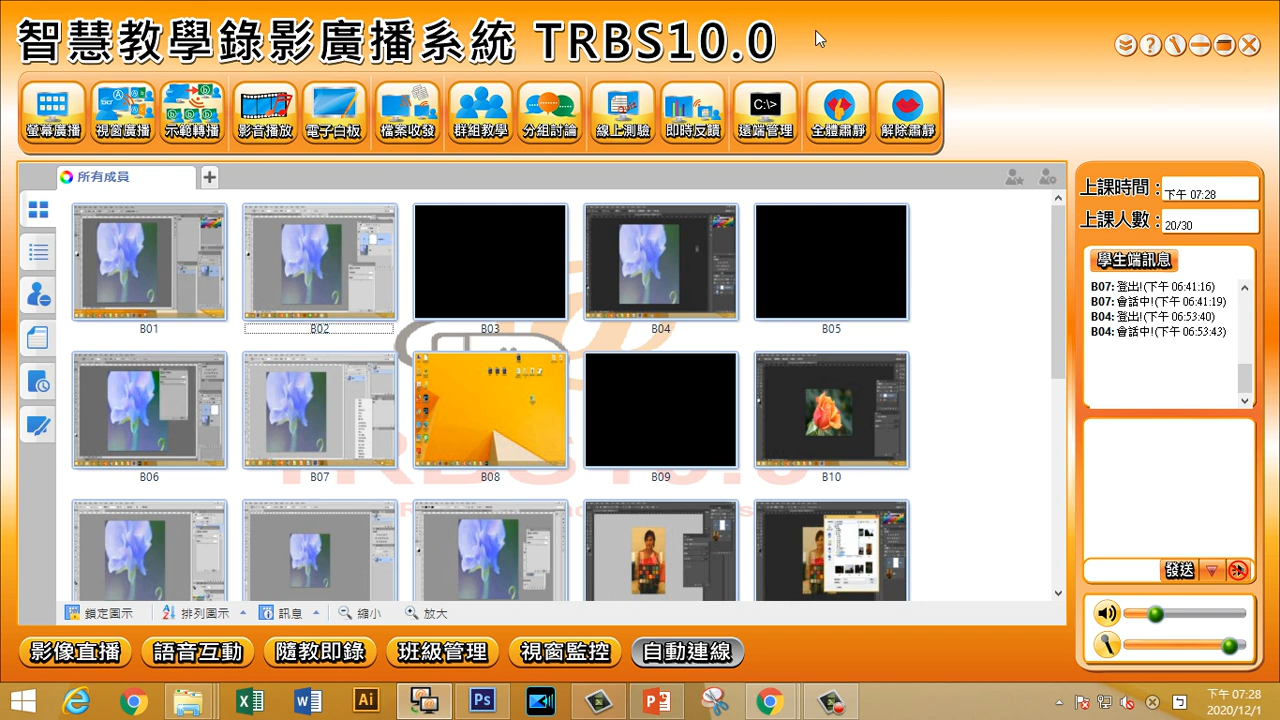 智慧教學錄影廣播系統 TRBS10.0
螢幕廣播 視窗廣播 示範轉播 影音播放 電子白板 檔案收發 群組教學 分組討論 線上測驗 即時反饋 遠端管理 全體肅靜 解除肅靜
C:\>
所有成員
上課時間：下午 07:28
上課人數：20/30
學生端訊息
B07: 登出!(下午 06:41:16)
B07: 會話中!(下午 06:41:19)
B04: 登出!(下午 06:53:40)
B04: 會話中!(下午 06:53:43)
B01 B02 B03 B04 B05
B06 B07 B08 B09 B10
發送
鎖定圖示 排列圖示 訊息 縮小 放大
影像直播 語音互動 隨教即錄 班級管理 視窗監控 自動連線
Ai Ps
下午 07:28
2020/12/1